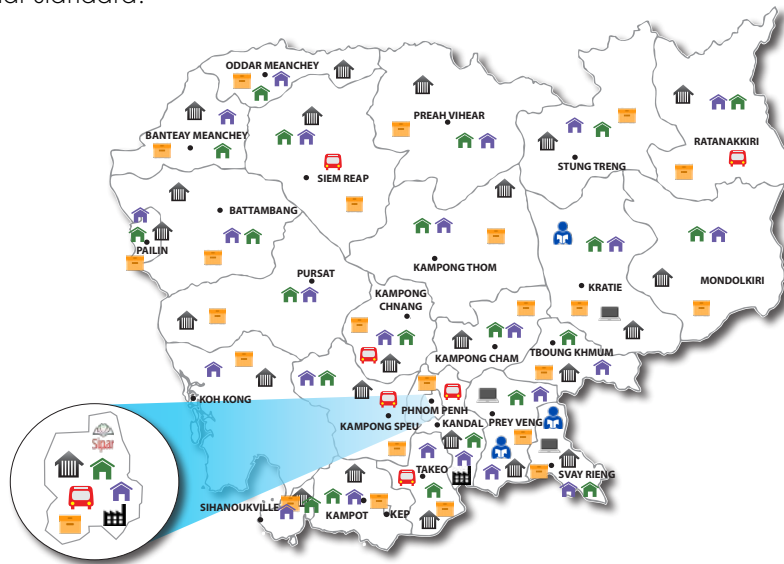 nal standard.
ODDAR MEANCHEY
PREAH VIHEAR
BANTEAY MEANCHEY
RATANAKKIRI
STUNG TRENG
SIEM REAP
BATTAMBANG
PAILIN
KAMPONG THOM
PURSAT
MONDOLKIRI
KRATIE
KAMPONG
CHNANG
KAMPONG CHAM
TBOUNG KHMUM
KOH KONG
PHNOM PENH
PREY VENG
KAMPONG SPEU
KANDAL
Sipar
TAKEO
SVAY RIENG
SIHANOUKVILLE
KAMPOT
KEP